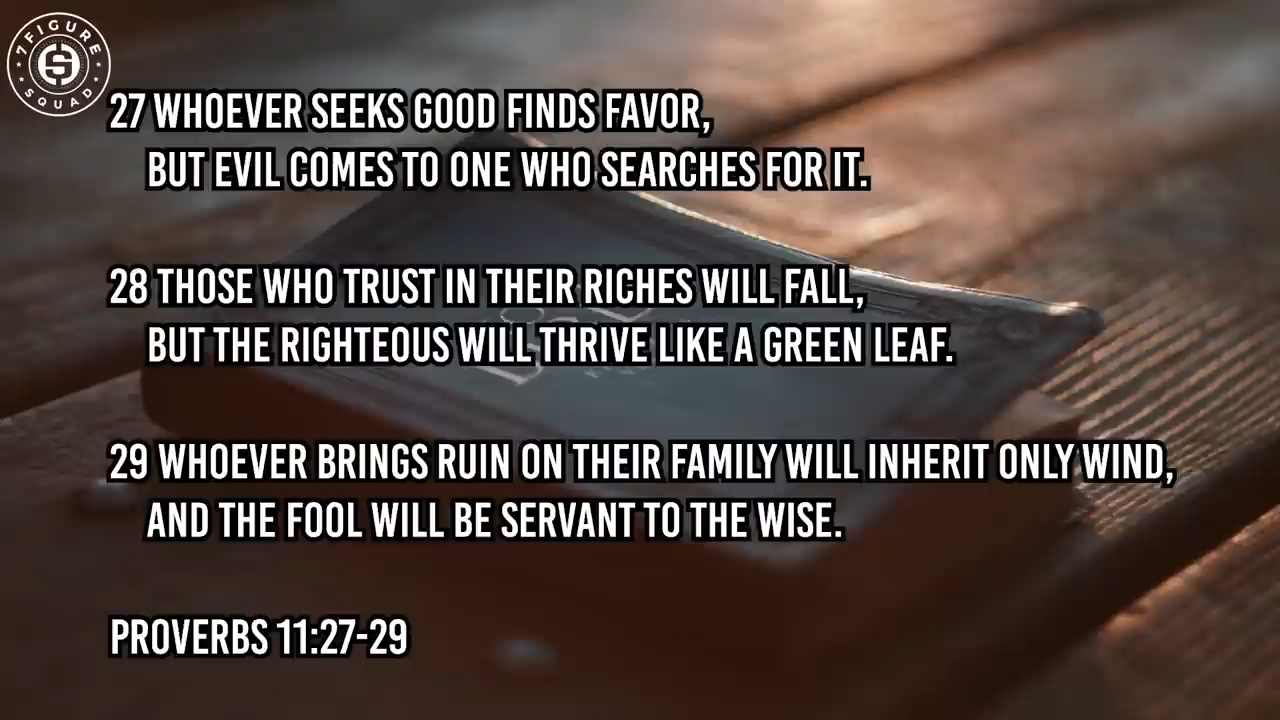 7FIGURE
SQUAD
27 WHOEVER SEEKS GOOD FINDS FAVOR,
BUT EVIL COMES TO ONE WHO SEARCHES FOR IT.
28 THOSE WHO TRUST IN THEIR RICHES WILL FALL,
BUT THE RIGHTEOUS WILL THRIVE LIKE A GREEN LEAF.
29 WHOEVER BRINGS RUIN ON THEIR FAMILY WILL INHERIT ONLY WIND,
AND THE FOOL WILL BE SERVANT TO THE WISE.
PROVERBS 11:27-29